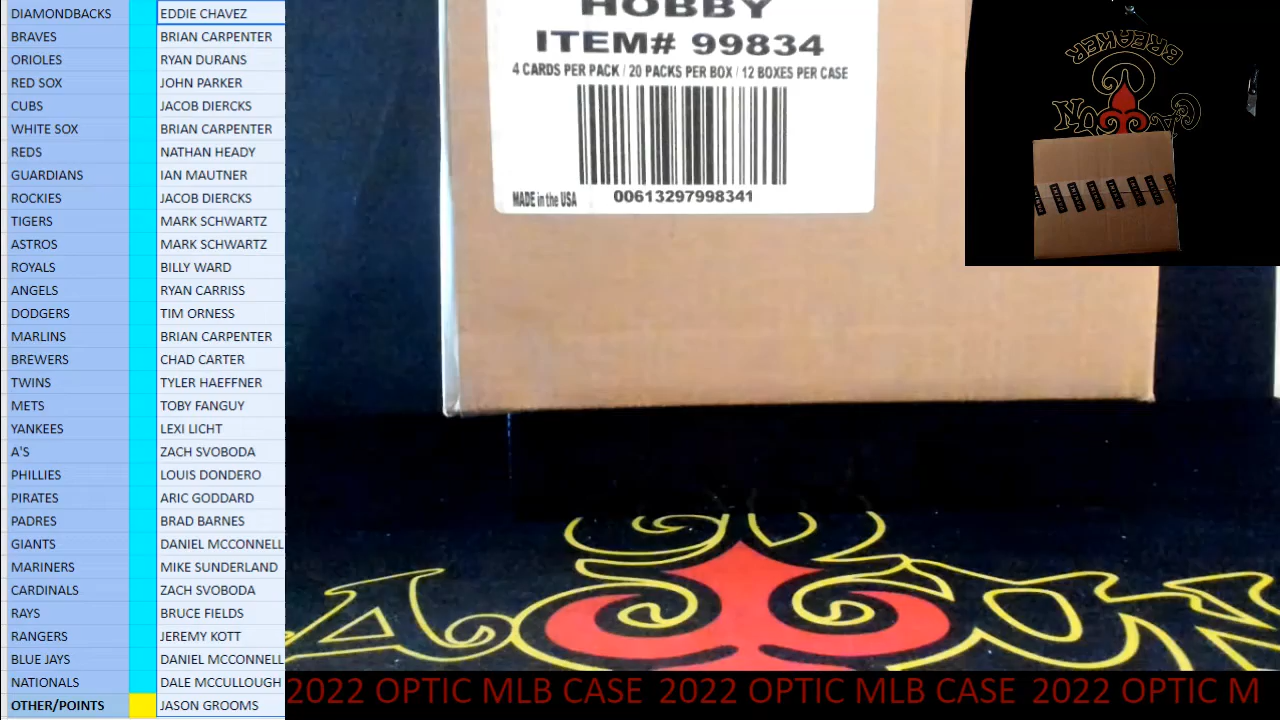 DIAMONDBACKS EDDIE CHAVEZ
BRAVES BRIAN CARPENTER
ORIOLES RYAN DURANS
RED SOX JOHN PARKER
CUBS JACOB DIERCKS
WHITE SOX BRIAN CARPENTER
REDS NATHAN HEADY
GUARDIANS IAN MAUTNER
ROCKIES JACOB DIERCKS
TIGERS MARK SCHWARTZ
ASTROS MARK SCHWARTZ
ROYALS BILLY WARD
ANGELS RYAN CARRISS
DODGERS TIM ORNESS
MARLINS BRIAN CARPENTER
BREWERS CHAD CARTER
TWINS TYLER HAEFFNER
METS TOBY FANGUY
YANKEES LEXI LICHT
A'S ZACH SVOBODA
PHILLIES LOUIS DONDERO
PIRATES ARIC GODDARD
PADRES BRAD BARNES
GIANTS DANIEL MCCONNELL
MARINERS MIKE SUNDERLAND
CARDINALS ZACH SVOBODA
RAYS BRUCE FIELDS
RANGERS JEREMY KOTT
BLUE JAYS DANIEL MCCONNELL
NATIONALS DALE MCCULLOUGH
OTHER/POINTS JASON GROOMS
HOBBY
ITEM# 99834
4 CARDS PER PACK / 20 PACKS PER BOX / 12 BOXES PER CASE
MADE in the USA 00613297998341
BREAKER
2022 OPTIC MLB CASE 2022 OPTIC MLB CASE 2022 OPTIC M